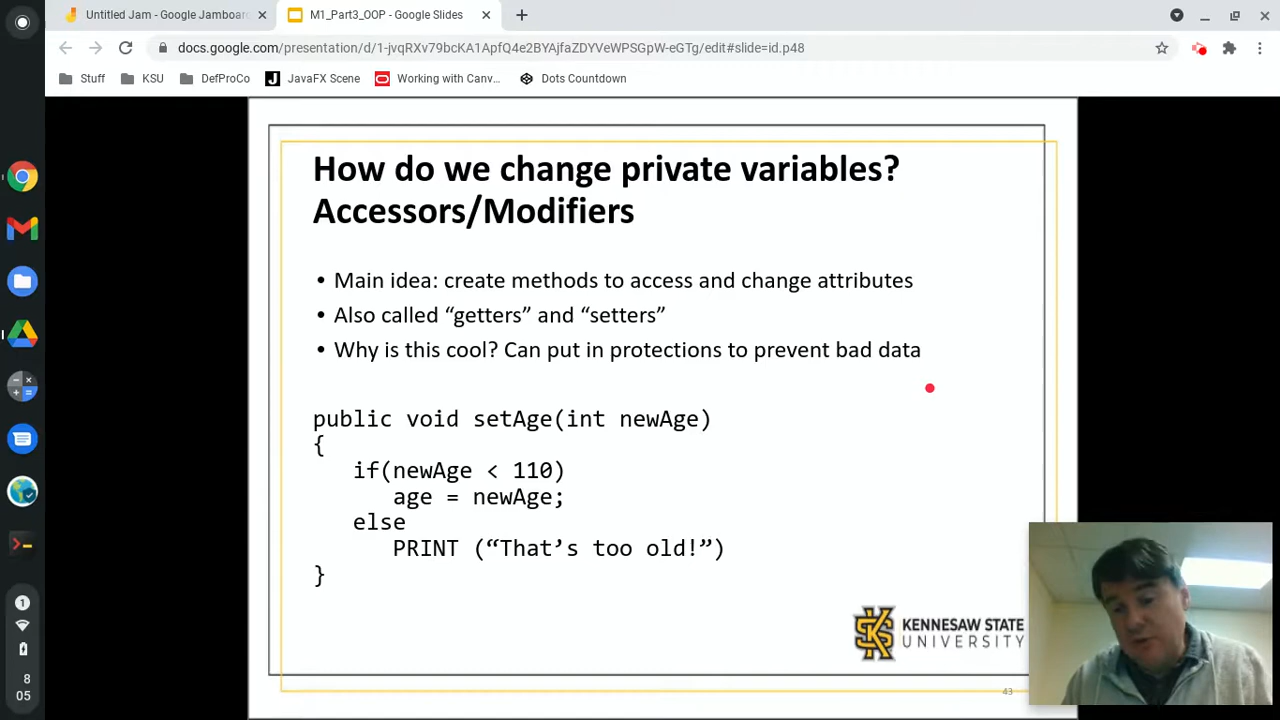 Untitled Jam - Google Jamboard
M1_Part3_OOP - Google Slides
docs.google.com/presentation/d/1-jvqRXv79bcKA1ApfQ4e2BYAjfaZDYVeWPSGpW-eGTg/edit#slide=id.p48
Stuff KSU DefProCo JavaFX Scene Working with Canv... Dots Countdown
How do we change private variables?
Accessors/Modifiers
• Main idea: create methods to access and change attributes
• Also called “getters” and “setters”
• Why is this cool? Can put in protections to prevent bad data
public void setAge(int newAge)
{
if(newAge < 110)
age = newAge;
else
PRINT (“That’s too old!”)
}
KENNESAW STATE
UNIVERSITY
43
1
8
05